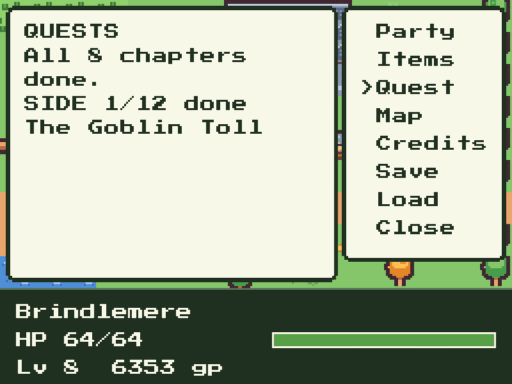 QUESTS
All 8 chapters
done.
SIDE 1/12 done
The Goblin Toll
Party
Items
>Quest
Map
Credits
Save
Load
Close
Brindlemere
HP 64/64
Lv 8 6353 gp